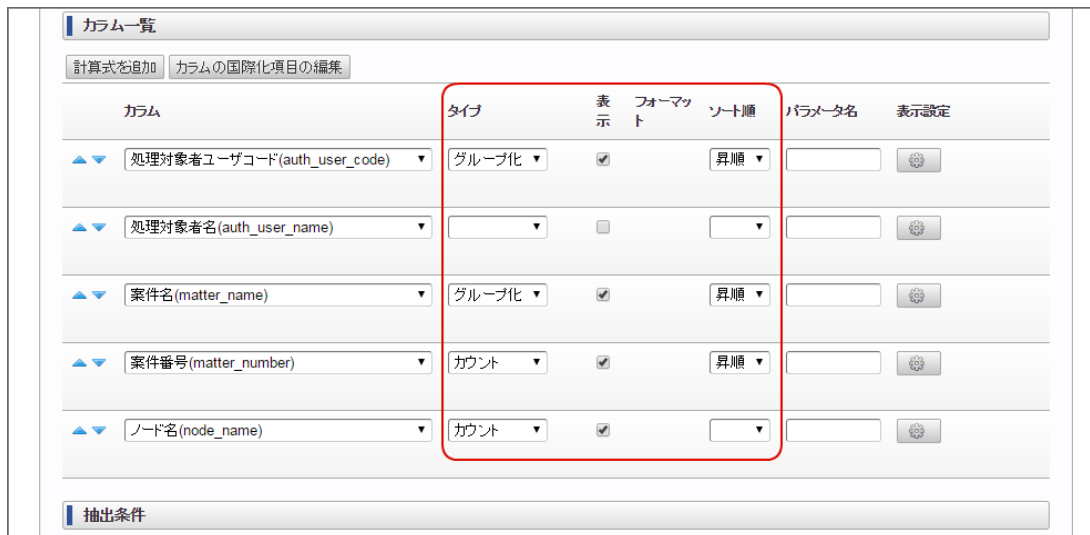 カラム一覧
計算式を追加 カラムの国際化項目の編集
カラム タイプ 表示 フォーマット ソート順 パラメータ名 表示設定
処理対象者ユーザコード(auth_user_code) グループ化 昇順
処理対象者名(auth_user_name)
案件名(matter_name) グループ化 昇順
案件番号(matter_number) カウント 昇順
ノード名(node_name) カウント
抽出条件